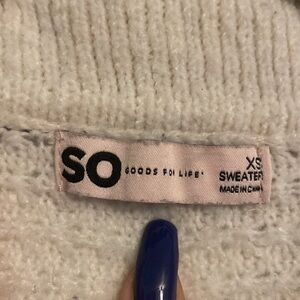 SO GOODS FOR LIFE
XS
SWEATER
MADE IN CHINA